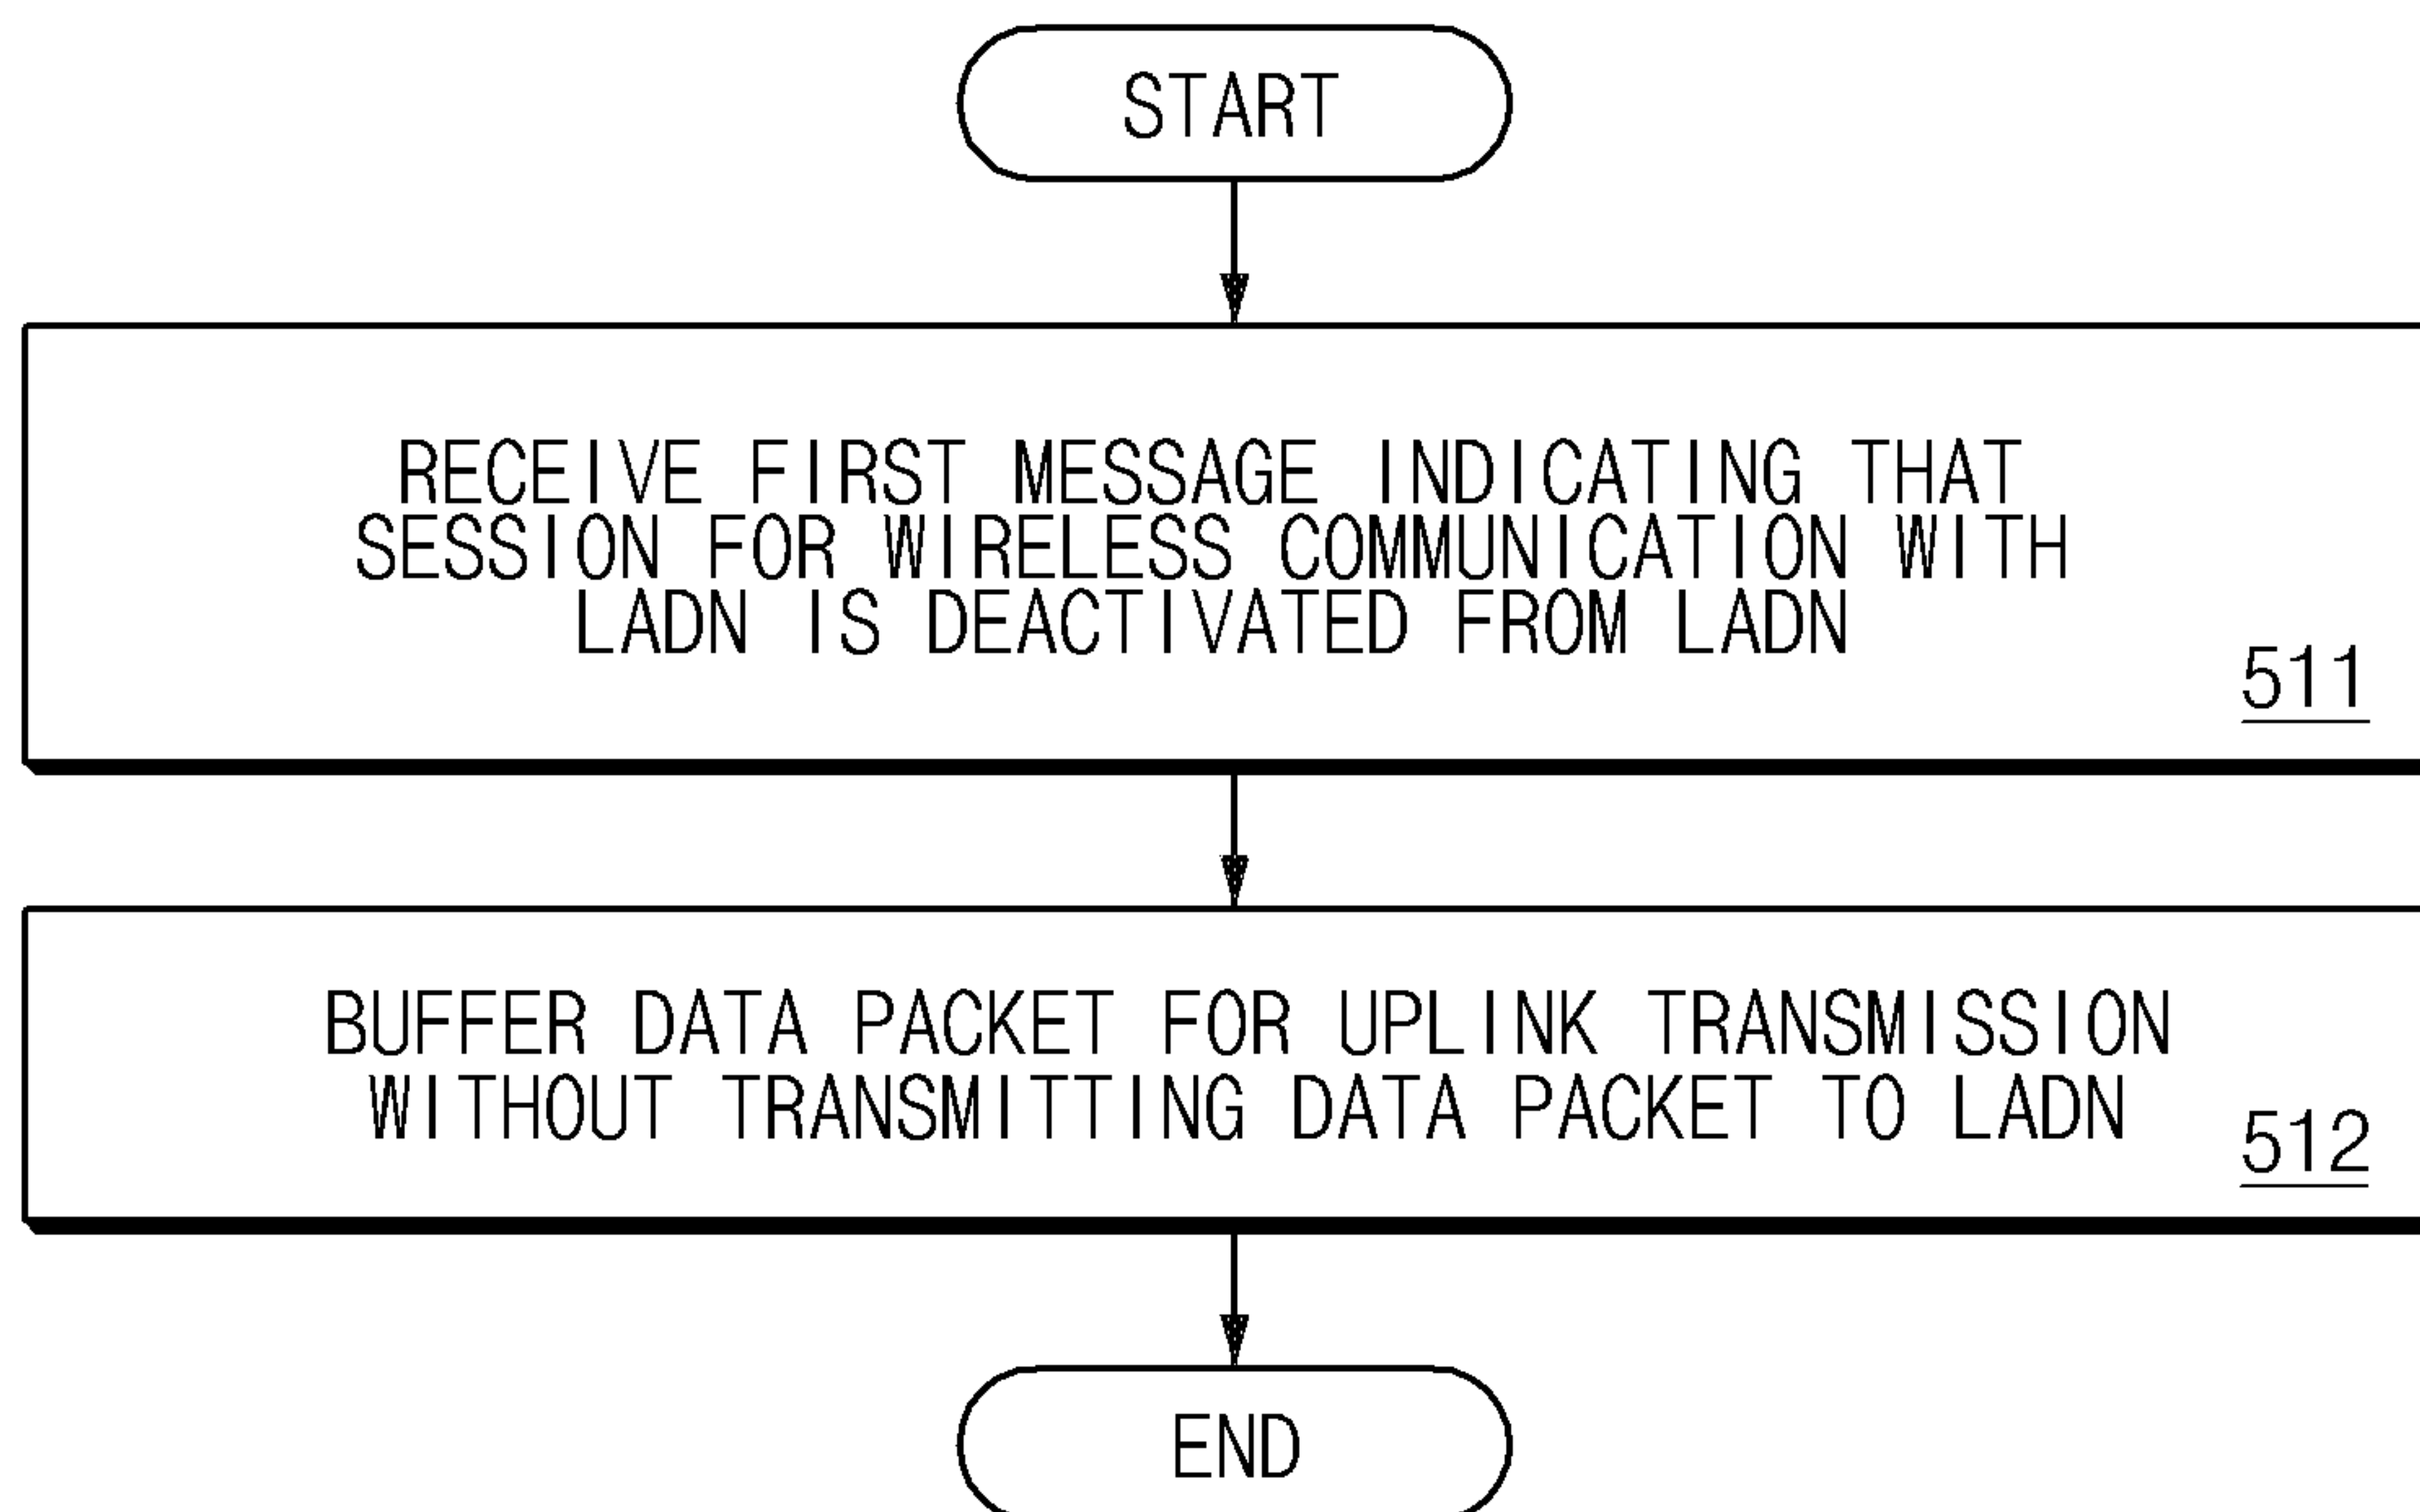 START
RECEIVE FIRST MESSAGE INDICATING THAT
SESSION FOR WIRELESS COMMUNICATION WITH
LADN IS DEACTIVATED FROM LADN
511
BUFFER DATA PACKET FOR UPLINK TRANSMISSION
WITHOUT TRANSMITTING DATA PACKET TO LADN
512
END